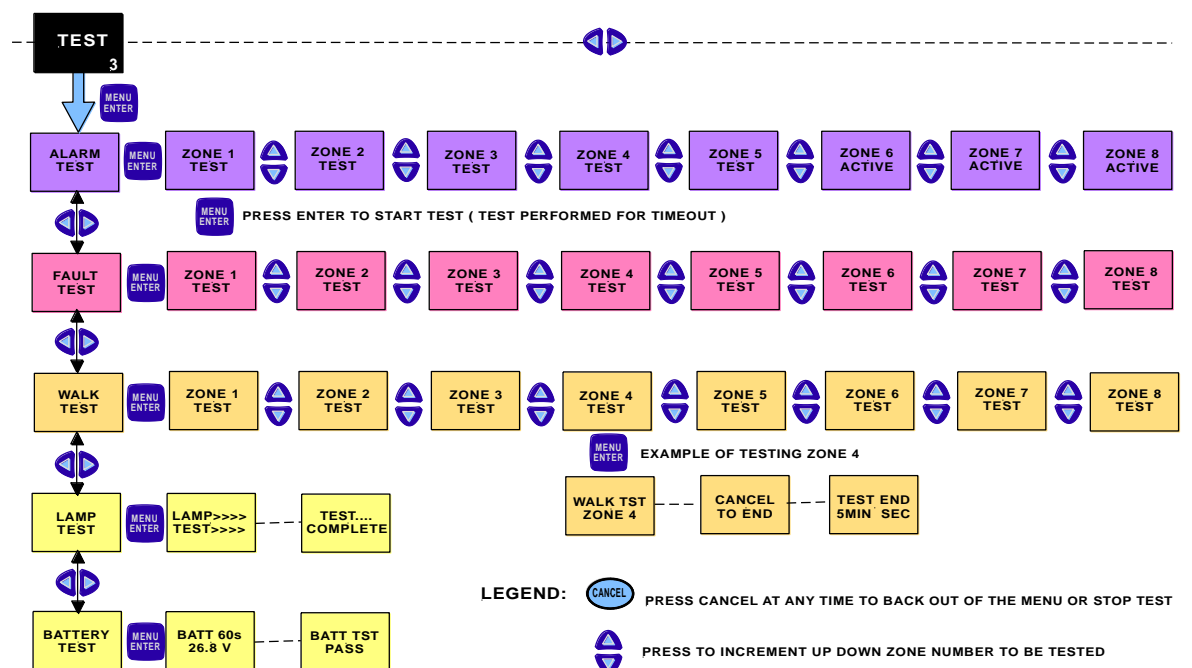 TEST
3
MENU
ENTER
ALARM
TEST
MENU
ENTER
ZONE 1
TEST
ZONE 2
TEST
ZONE 3
TEST
ZONE 4
TEST
ZONE 5
TEST
ZONE 6
ACTIVE
ZONE 7
ACTIVE
ZONE 8
ACTIVE
MENU
ENTER
PRESS ENTER TO START TEST ( TEST PERFORMED FOR TIMEOUT )
FAULT
TEST
MENU
ENTER
ZONE 1
TEST
ZONE 2
TEST
ZONE 3
TEST
ZONE 4
TEST
ZONE 5
TEST
ZONE 6
TEST
ZONE 7
TEST
ZONE 8
TEST
WALK
TEST
MENU
ENTER
ZONE 1
TEST
ZONE 2
TEST
ZONE 3
TEST
ZONE 4
TEST
ZONE 5
TEST
ZONE 6
TEST
ZONE 7
TEST
ZONE 8
TEST
MENU
ENTER
EXAMPLE OF TESTING ZONE 4
WALK TST
ZONE 4
CANCEL
TO END
TEST END
5MIN SEC
LAMP
TEST
MENU
ENTER
LAMP>>>>
TEST>>>>
TEST....
COMPLETE
LEGEND:
CANCEL
PRESS CANCEL AT ANY TIME TO BACK OUT OF THE MENU OR STOP TEST
BATTERY
TEST
MENU
ENTER
BATT 60s
26.8 V
BATT TST
PASS
PRESS TO INCREMENT UP DOWN ZONE NUMBER TO BE TESTED